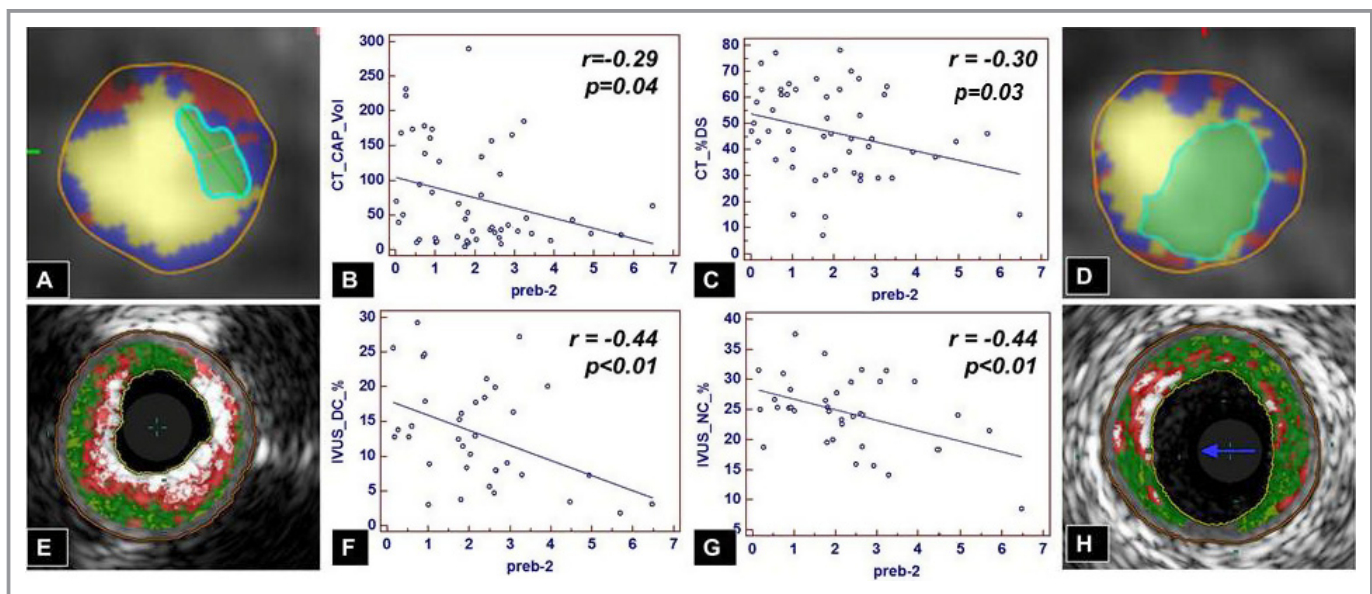 A
300
250
200
150
100
50
0
CT_CAP_Vol
r=-0.29
p=0.04
0 1 2 3 4 5 6 7
preb-2
B
80
70
60
50
40
30
20
10
0
CT_%DS
r = -0.30
p=0.03
0 1 2 3 4 5 6 7
preb-2
C
D
E
30
25
20
15
10
5
0
IVUS_DC_%
r = -0.44
p<0.01
0 1 2 3 4 5 6 7
preb-2
F
40
35
30
25
20
15
10
5
IVUS_NC_%
r = -0.44
p<0.01
0 1 2 3 4 5 6 7
preb-2
G
H